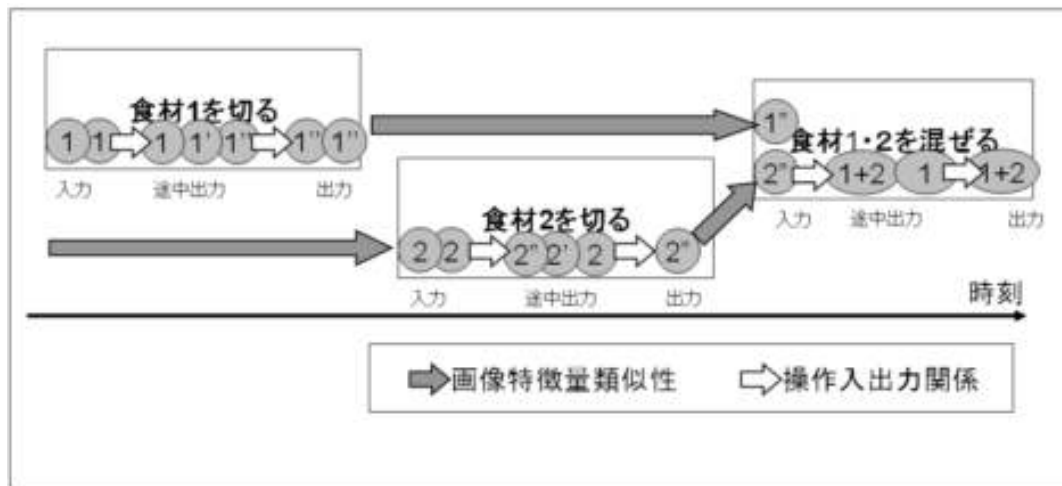 食材1を切る
1 1 1 1' 1" 1" 1"
入力 途中出力 出力
1"
食材1・2を混ぜる
2" 1+2 1 1+2
入力 途中出力 出力
食材2を切る
2 2 2" 2' 2 2"
入力 途中出力 出力
時刻
画像特徴量類似性 操作入出力関係